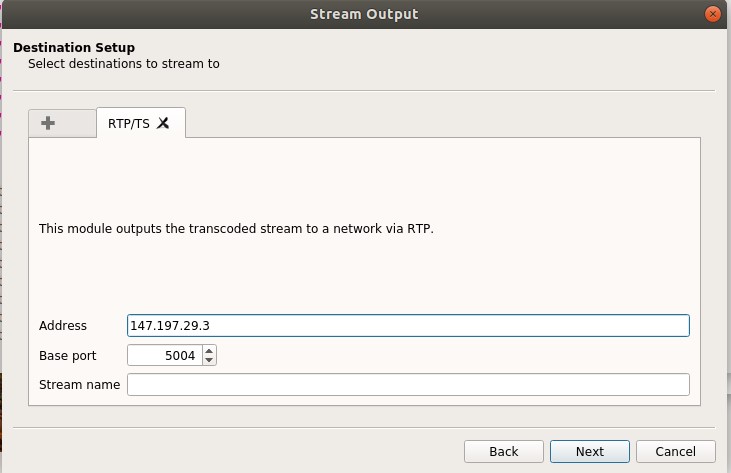 Stream Output
Destination Setup
Select destinations to stream to
RTP/TS
This module outputs the transcoded stream to a network via RTP.
Address 147.197.29.3
Base port 5004
Stream name
Back Next Cancel